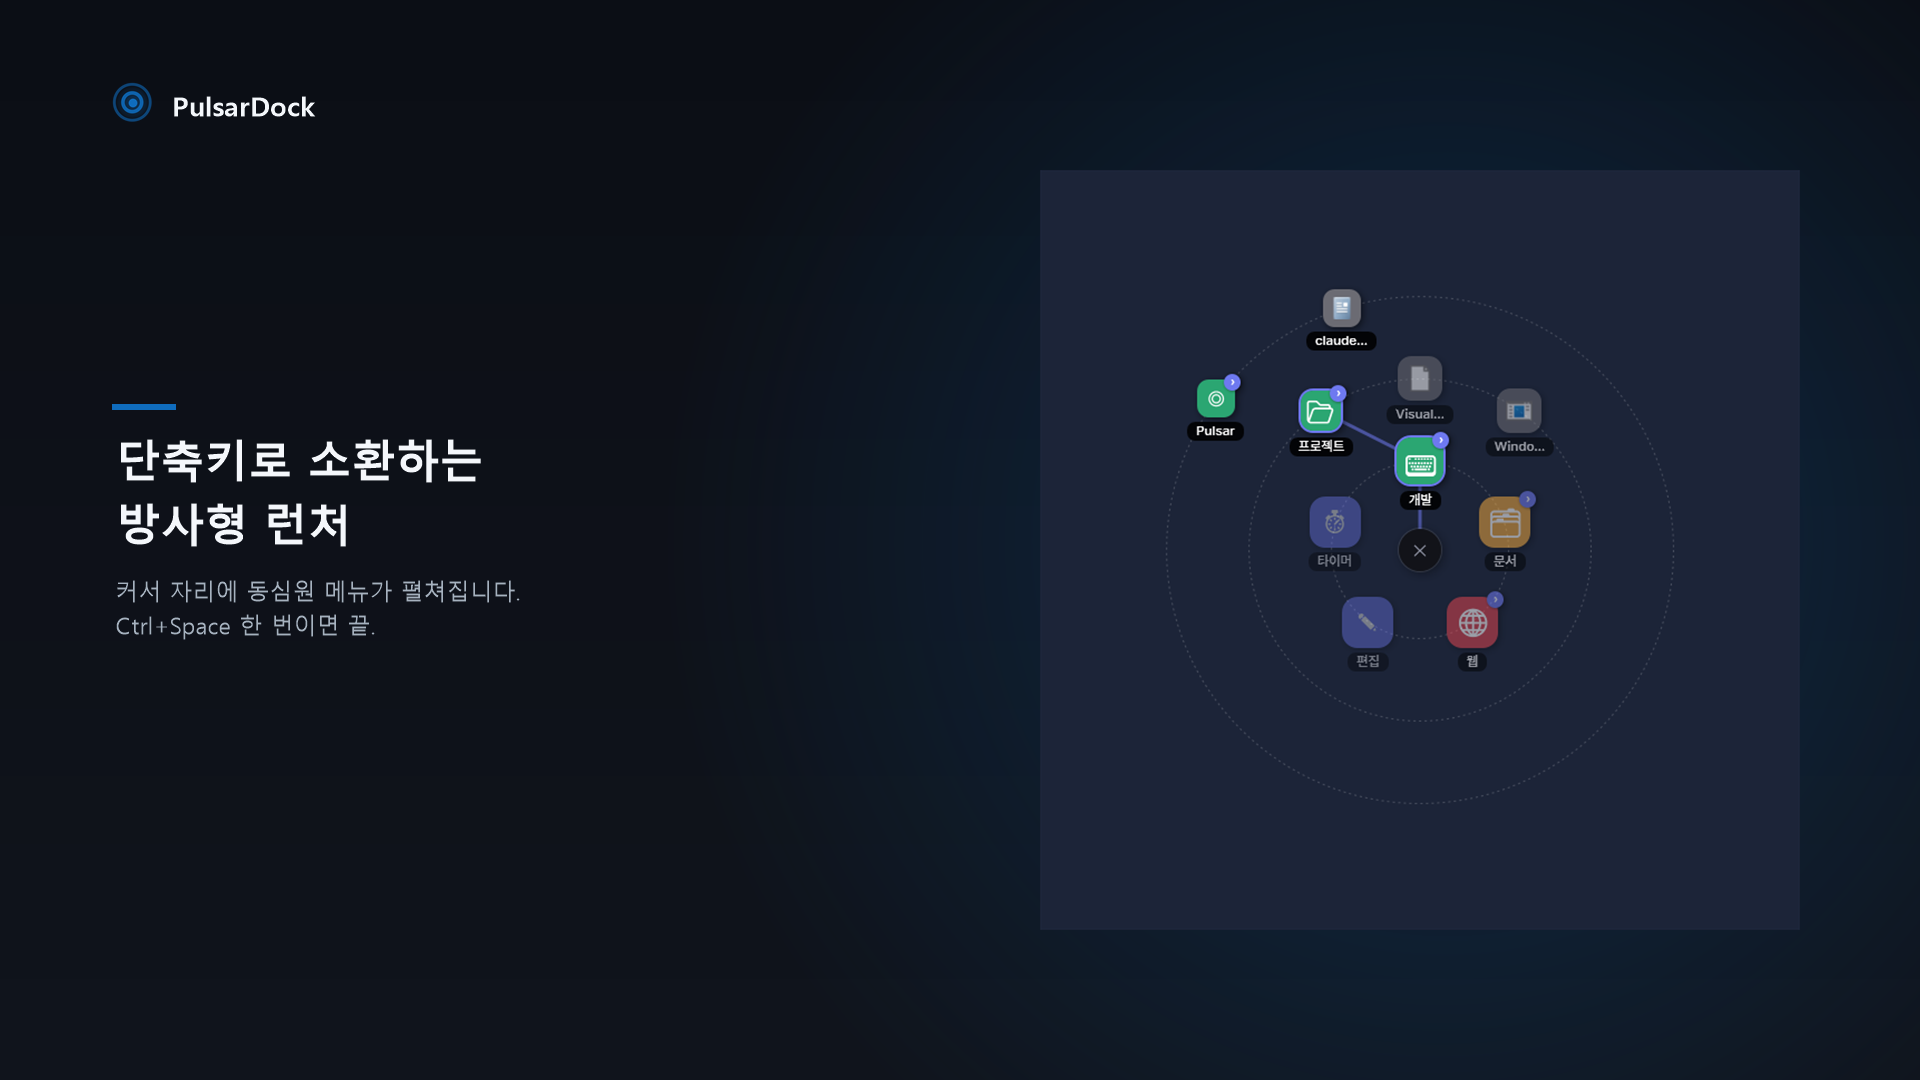 PulsarDock
단축키로 소환하는
방사형 런처
커서 자리에 동심원 메뉴가 펼쳐집니다.
Ctrl+Space 한 번이면 끝.
claude...
Visual...
Pulsar
프로젝트
Windo...
개발
타이머
문서
편집
웹